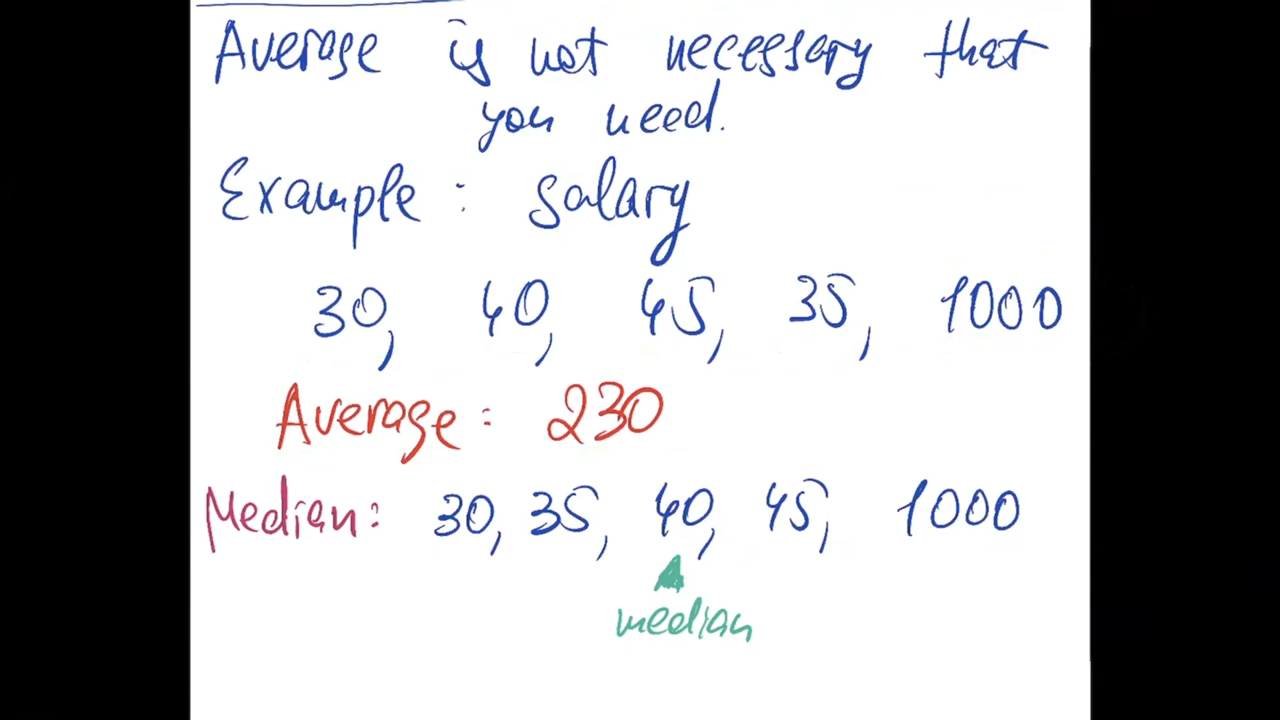 Average is not necessary that
you need.
Example: salary
30, 40, 45, 35, 1000
Average: 230
Median: 30, 35, 40, 45, 1000
median